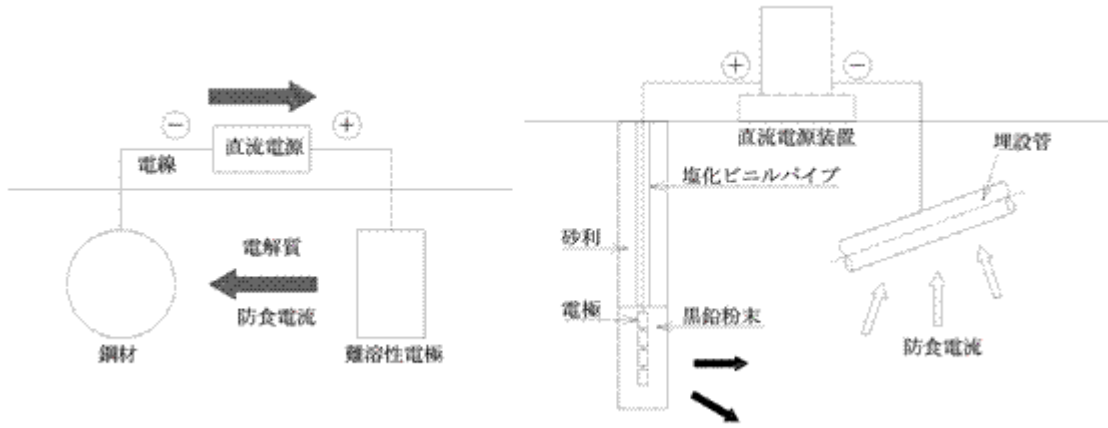 ⊖
⊕
直流電源
電線
電解質
防食電流
鋼材
難溶性電極
⊕
⊖
直流電源装置
埋設管
塩化ビニルパイプ
砂利
電極
黒鉛粉末
防食電流